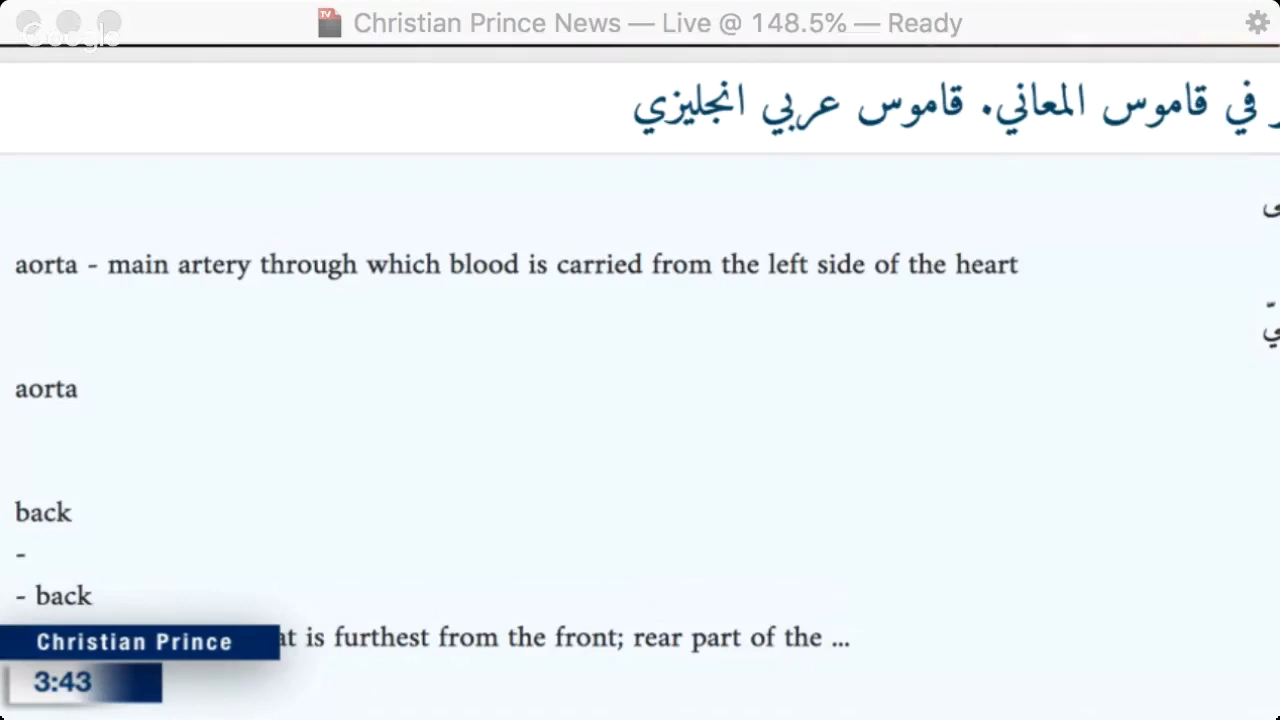 Christian Prince News — Live @ 148.5% — Ready
Google
في قاموس المعاني. قاموس عربي انجليزي
aorta - main artery through which blood is carried from the left side of the heart
aorta
back
-
- back
is furthest from the front; rear part of the ...
Christian Prince
3:43